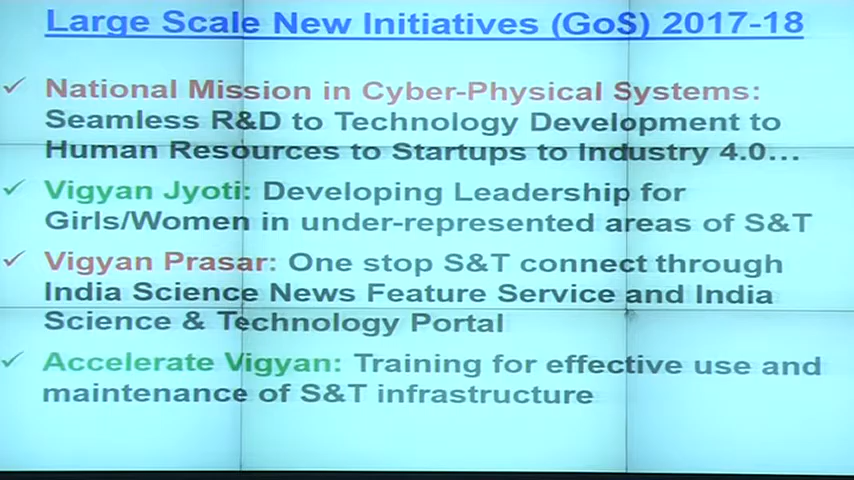 Large Scale New Initiatives (GoS) 2017-18
✓ National Mission in Cyber-Physical Systems:
Seamless R&D to Technology Development to
Human Resources to Startups to Industry 4.0...
✓ Vigyan Jyoti: Developing Leadership for
Girls/Women in under-represented areas of S&T
✓ Vigyan Prasar: One stop S&T connect through
India Science News Feature Service and India
Science & Technology Portal
✓ Accelerate Vigyan: Training for effective use and
maintenance of S&T infrastructure